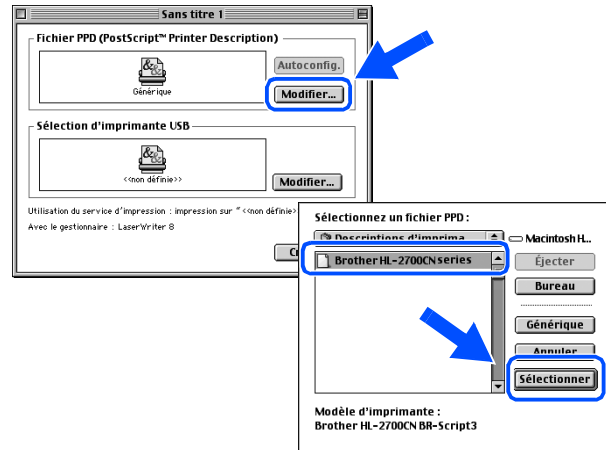 Sans titre 1
Fichier PPD (PostScript™ Printer Description)
Générique
Autoconfig.
Modifier...
Sélection d'imprimante USB
<<non définie>>
Modifier...
Utilisation du service d'impression : impression sur "<<non définie>
Avec le gestionnaire : LaserWriter 8
Sélectionnez un fichier PPD :
Descriptions d'imprima...
Macintosh H...
Brother HL-2700CN series
Éjecter
Bureau
Générique
Annuler
Sélectionner
Modèle d'imprimante :
Brother HL-2700CN BR-Script3